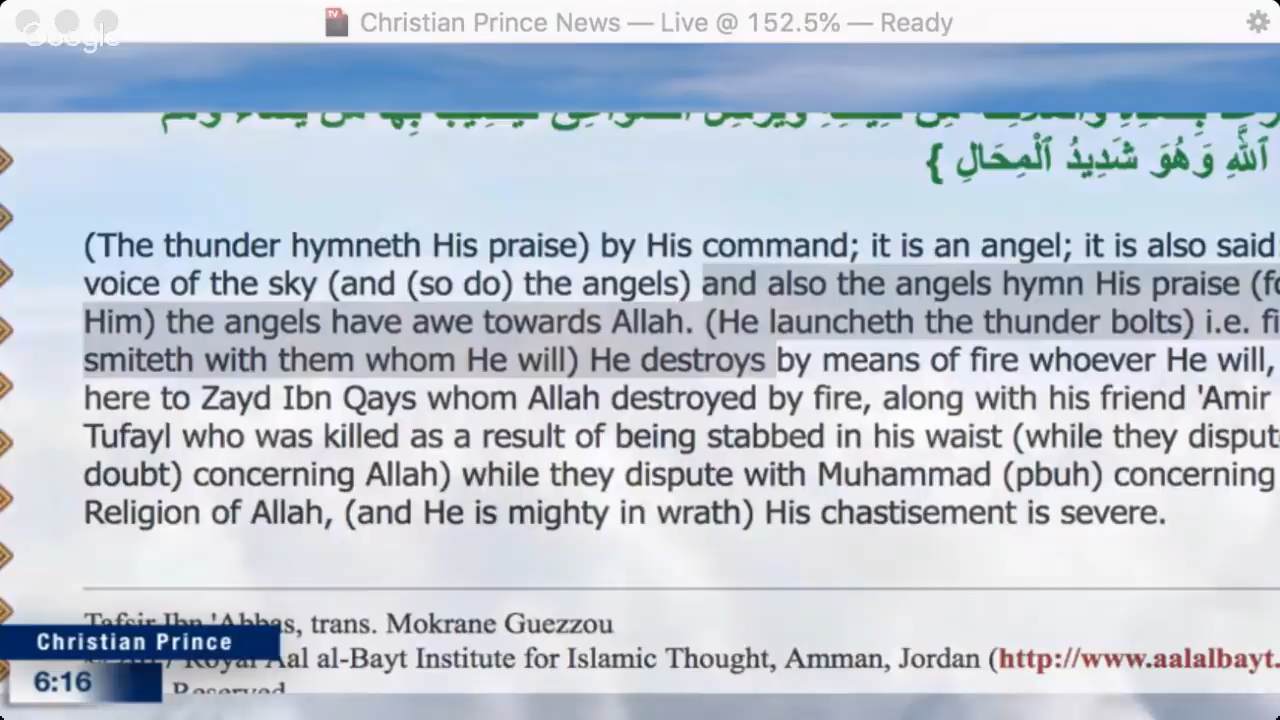 Christian Prince News — Live @ 152.5% — Ready
Google
ٱللَّهِ وَهُوَ شَدِيدُ ٱلْمِحَالِ }
(The thunder hymneth His praise) by His command; it is an angel; it is also said
voice of the sky (and (so do) the angels) and also the angels hymn His praise
Him) the angels have awe towards Allah. (He launcheth the thunder bolts) i.e.
smiteth with them whom He will) He destroys by means of fire whoever He will,
here to Zayd Ibn Qays whom Allah destroyed by fire, along with his friend 'Amir
Tufayl who was killed as a result of being stabbed in his waist (while they
doubt) concerning Allah) while they dispute with Muhammad (pbuh) concerning
Religion of Allah, (and He is mighty in wrath) His chastisement is severe.
Tafsir Ibn 'Abbas, trans. Mokrane Guezzou
Royal Aal al-Bayt Institute for Islamic Thought, Amman, Jordan (http://www.aalalbayt.
Reserved
Christian Prince
6:16